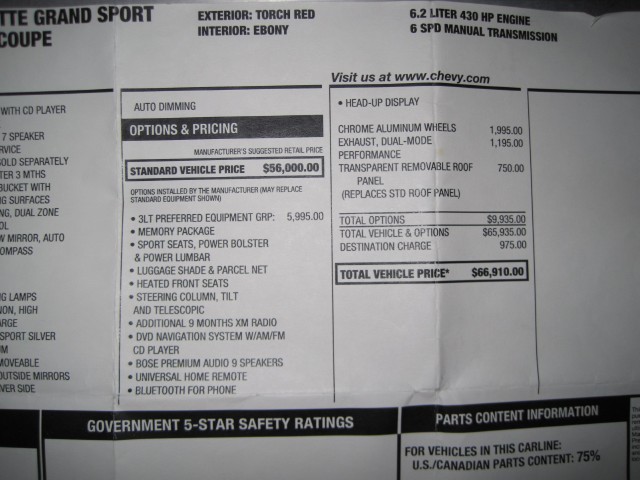 TTE GRAND SPORT
COUPE
EXTERIOR: TORCH RED
INTERIOR: EBONY
6.2 LITER 430 HP ENGINE
6 SPD MANUAL TRANSMISSION
Visit us at www.chevy.com
WITH CD PLAYER
7 SPEAKER
RVICE
OLD SEPARATELY
TER 3 MTHS
BUCKET WITH
G SURFACES
NG, DUAL ZONE
OL
W MIRROR, AUTO
OMPASS
G LAMPS
ON, HIGH
ARGE
SPORT SILVER
UM
MOVEABLE
OUTSIDE MIRRORS
VER SIDE
AUTO DIMMING
OPTIONS & PRICING
MANUFACTURER'S SUGGESTED RETAIL PRICE
STANDARD VEHICLE PRICE $56,000.00
OPTIONS INSTALLED BY THE MANUFACTURER (MAY REPLACE
STANDARD EQUIPMENT SHOWN)
• 3LT PREFERRED EQUIPMENT GRP: 5,995.00
• MEMORY PACKAGE
• SPORT SEATS, POWER BOLSTER
& POWER LUMBAR
• LUGGAGE SHADE & PARCEL NET
• HEATED FRONT SEATS
• STEERING COLUMN, TILT
AND TELESCOPIC
• ADDITIONAL 9 MONTHS XM RADIO
• DVD NAVIGATION SYSTEM W/AM/FM
CD PLAYER
• BOSE PREMIUM AUDIO 9 SPEAKERS
• UNIVERSAL HOME REMOTE
• BLUETOOTH FOR PHONE
• HEAD-UP DISPLAY
CHROME ALUMINUM WHEELS 1,995.00
EXHAUST, DUAL-MODE 1,195.00
PERFORMANCE
TRANSPARENT REMOVABLE ROOF 750.00
PANEL
(REPLACES STD ROOF PANEL)
TOTAL OPTIONS $9,935.00
TOTAL VEHICLE & OPTIONS $65,935.00
DESTINATION CHARGE 975.00
TOTAL VEHICLE PRICE* $66,910.00
GOVERNMENT 5-STAR SAFETY RATINGS
PARTS CONTENT INFORMATION
FOR VEHICLES IN THIS CARLINE:
U.S./CANADIAN PARTS CONTENT: 75%